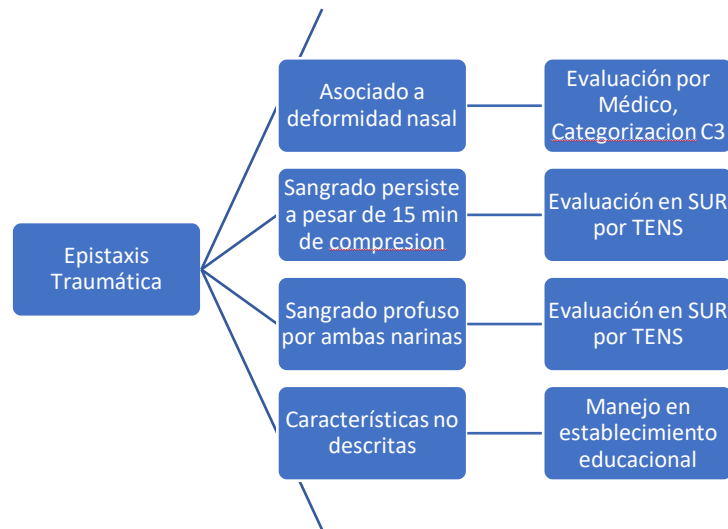 Epistaxis
Traumática
Asociado a
deformidad nasal
Evaluación por
Médico,
Categorizacion C3
Sangrado persiste
a pesar de 15 min
de compresion
Evaluación en SUR
por TENS
Sangrado profuso
por ambas narinas
Evaluación en SUR
por TENS
Características no
descritas
Manejo en
establecimiento
educacional